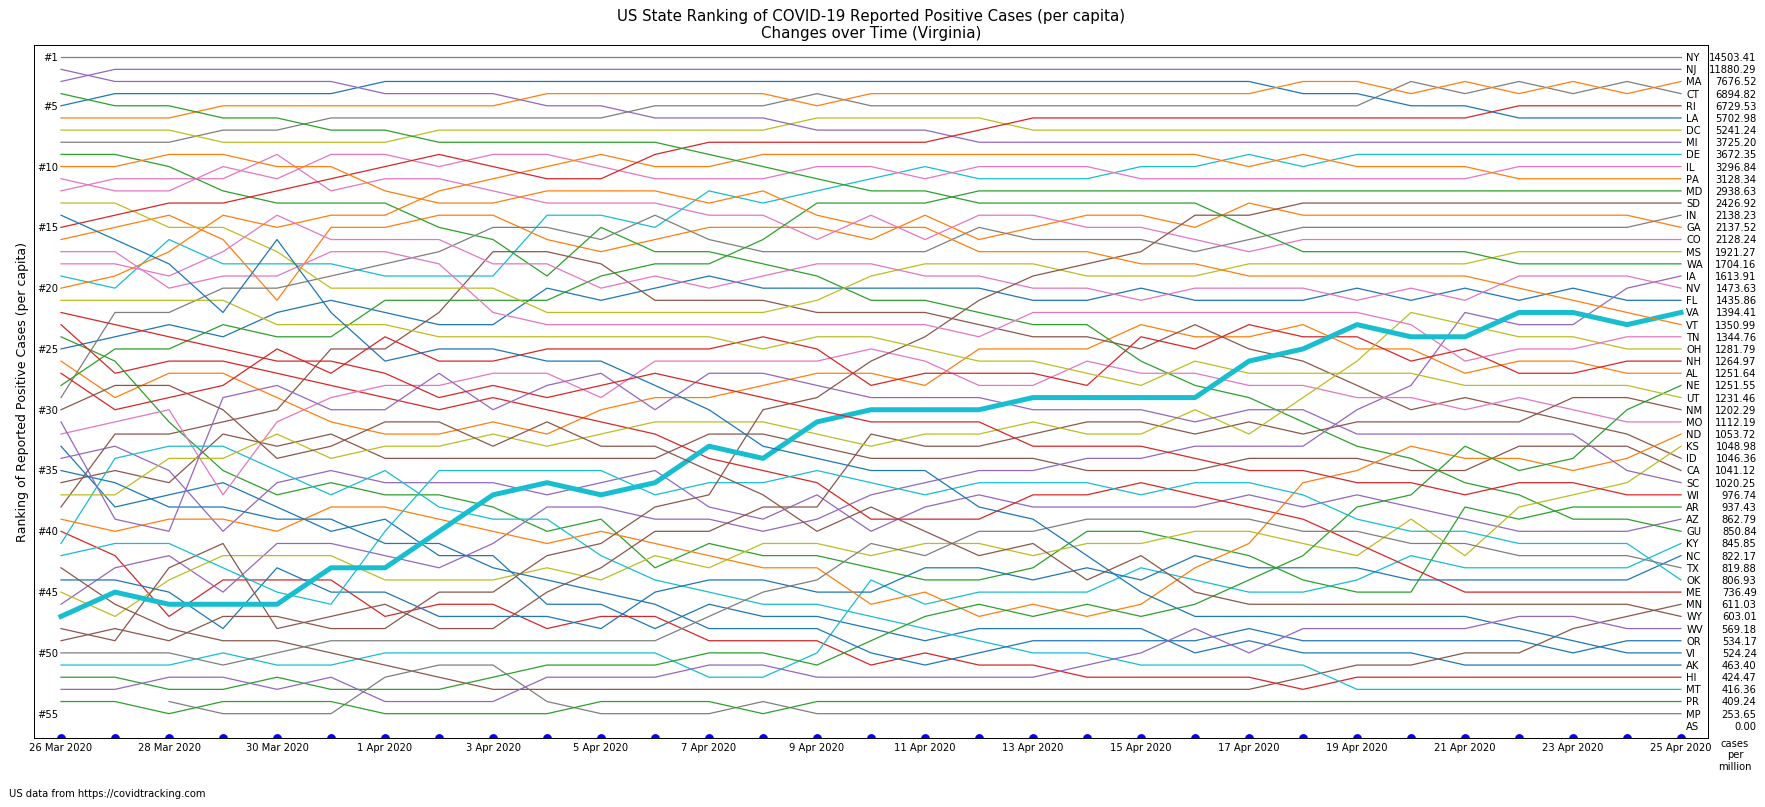 US State Ranking of COVID-19 Reported Positive Cases (per capita)
Changes over Time (Virginia)
Ranking of Reported Positive Cases (per capita)
#1
#5
#10
#15
#20
#25
#30
#35
#40
#45
#50
#55
NY 14503.41
NJ 11880.29
MA 7676.52
CT 6894.82
RI 6729.53
LA 5702.98
DC 5241.24
MI 3725.20
DE 3672.35
IL 3296.84
PA 3128.34
MD 2938.63
SD 2426.92
IN 2138.23
GA 2137.52
CO 2128.24
MS 1921.27
WA 1704.16
IA 1613.91
NV 1473.63
FL 1435.86
VA 1394.41
VT 1350.99
TN 1344.76
OH 1281.79
NH 1264.97
AL 1251.64
NE 1251.55
UT 1231.46
NM 1202.29
MO 1112.19
ND 1053.72
KS 1048.98
ID 1046.36
CA 1041.12
SC 1020.25
WI 976.74
AR 937.43
AZ 862.79
GU 850.84
KY 845.85
NC 822.17
TX 819.88
OK 806.93
ME 736.49
MN 611.03
WY 603.01
WV 569.18
OR 534.17
VI 524.24
AK 463.40
HI 424.47
MT 416.36
PR 409.24
MP 253.65
AS 0.00
26 Mar 2020 28 Mar 2020 30 Mar 2020 1 Apr 2020 3 Apr 2020 5 Apr 2020 7 Apr 2020 9 Apr 2020 11 Apr 2020 13 Apr 2020 15 Apr 2020 17 Apr 2020 19 Apr 2020 21 Apr 2020 23 Apr 2020 25 Apr 2020
cases
per
million
US data from https://covidtracking.com